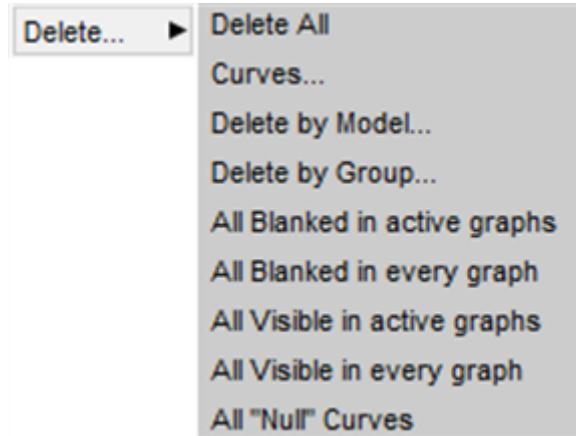 Delete...
Delete All
Curves...
Delete by Model...
Delete by Group...
All Blanked in active graphs
All Blanked in every graph
All Visible in active graphs
All Visible in every graph
All "Null" Curves